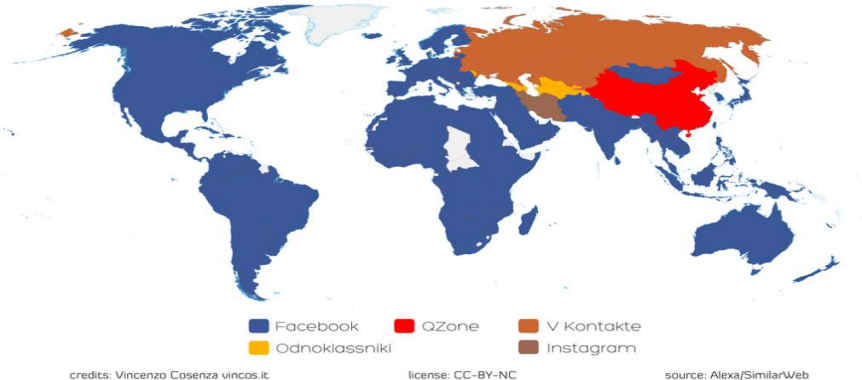 Facebook QZone V Kontakte
Odnoklassniki Instagram
credits: Vincenzo Cosenza vincos.it license: CC-BY-NC source: Alexa/SimilarWeb